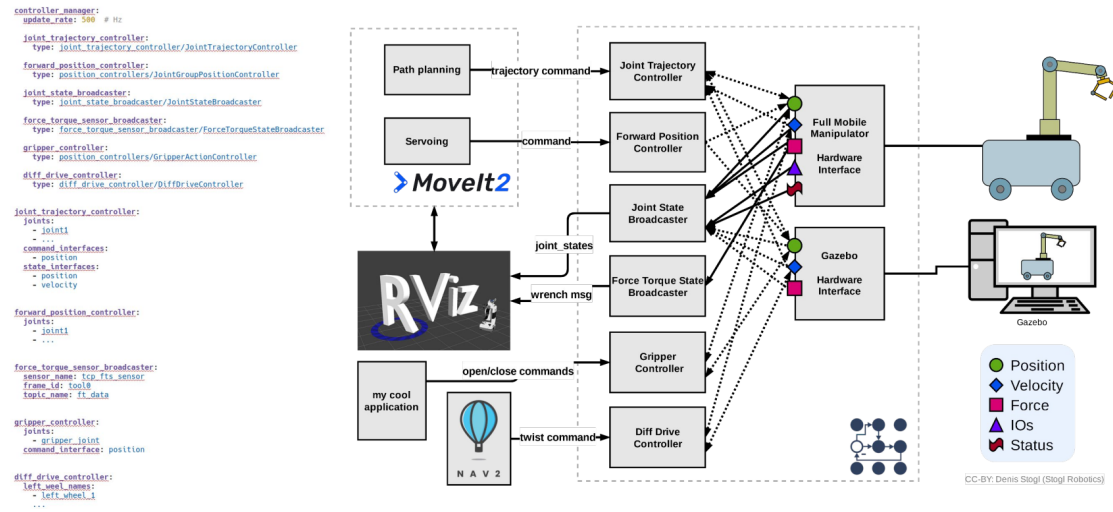 controller_manager:
update_rate: 500 # Hz
joint_trajectory_controller:
type: joint_trajectory_controller/JointTrajectoryController
forward_position_controller:
type: position_controllers/JointGroupPositionController
joint_state_broadcaster:
type: joint_state_broadcaster/JointStateBroadcaster
force_torque_sensor_broadcaster:
type: force_torque_sensor_broadcaster/ForceTorqueStateBroadcaster
gripper_controller:
type: position_controllers/GripperActionController
diff_drive_controller:
type: diff_drive_controller/DiffDriveController
joint_trajectory_controller:
joints:
- joint1
- ...
command_interfaces:
- position
state_interfaces:
- position
- velocity
forward_position_controller:
joints:
- joint1
- ...
force_torque_sensor_broadcaster:
sensor_name: tcp_fts_sensor
frame_id: tool0
topic_name: ft_data
gripper_controller:
joints:
- gripper_joint
command_interface: position
diff_drive_controller:
left_weel_names:
- left_wheel_1
...
Path planning
trajectory command
Joint Trajectory
Controller
Servoing
command
Forward Position
Controller
MoveIt2
Joint State
Broadcaster
joint_states
RViz
wrench msg
Force Torque State
Broadcaster
my cool
application
open/close commands
Gripper
Controller
NAV2
twist command
Diff Drive
Controller
Full Mobile
Manipulator
Hardware
Interface
Gazebo
Hardware
Interface
Gazebo
Position
Velocity
Force
IOs
Status
CC-BY: Denis Stogl (Stogl Robotics)